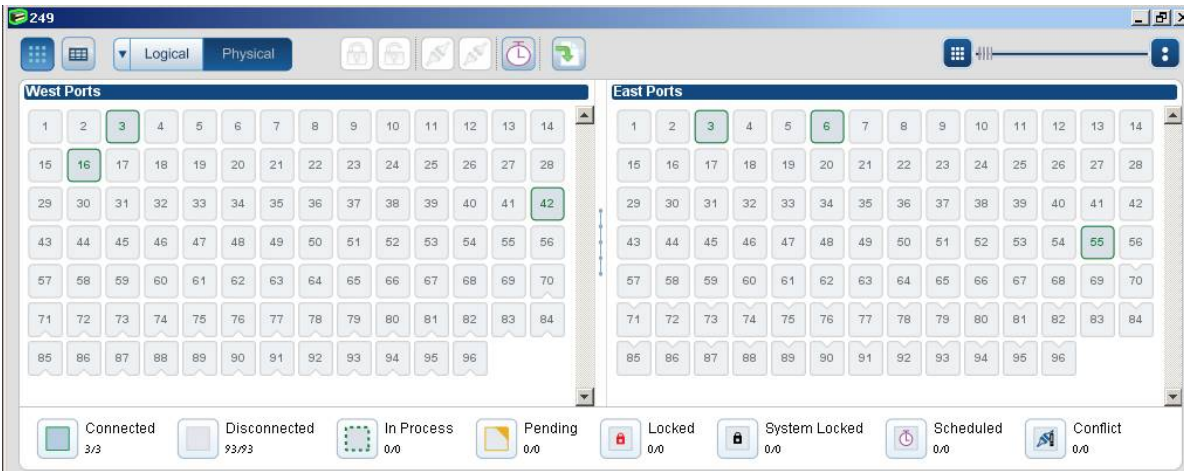 249
Logical Physical
West Ports East Ports
1 2 3 4 5 6 7 8 9 10 11 12 13 14 1 2 3 4 5 6 7 8 9 10 11 12 13 14
15 16 17 18 19 20 21 22 23 24 25 26 27 28 15 16 17 18 19 20 21 22 23 24 25 26 27 28
29 30 31 32 33 34 35 36 37 38 39 40 41 42 29 30 31 32 33 34 35 36 37 38 39 40 41 42
43 44 45 46 47 48 49 50 51 52 53 54 55 56 43 44 45 46 47 48 49 50 51 52 53 54 55 56
57 58 59 60 61 62 63 64 65 66 67 68 69 70 57 58 59 60 61 62 63 64 65 66 67 68 69 70
71 72 73 74 75 76 77 78 79 80 81 82 83 84 71 72 73 74 75 76 77 78 79 80 81 82 83 84
85 86 87 88 89 90 91 92 93 94 95 96 85 86 87 88 89 90 91 92 93 94 95 96
Connected Disconnected In Process Pending Locked System Locked Scheduled Conflict
3/3 93/93 0/0 0/0 0/0 0/0 0/0 0/0